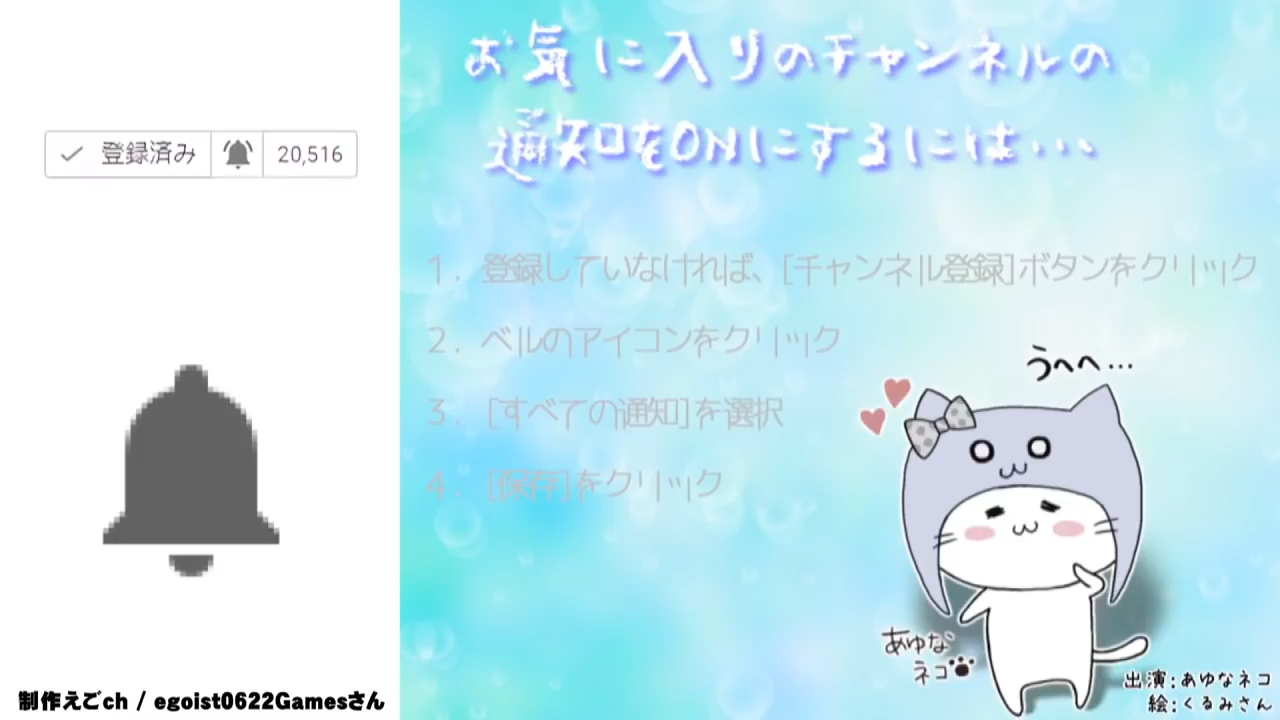 登録済み 20,516
お気に入りのチャンネルの
通知をONにするには...
1. 登録していなければ、[チャンネル登録]ボタンをクリック
2. ベルのアイコンをクリック
3. [すべての通知]を選択
4. [保存]をクリック
うへへ...
あゆな
ネコ
出演:あゆなネコ
絵:くるみさん
制作えごch / egoist0622Gamesさん